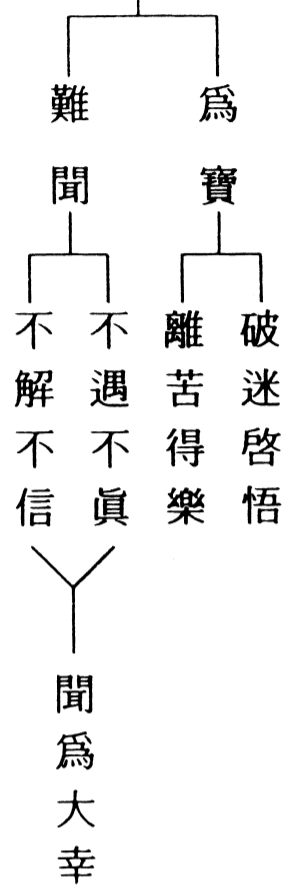 爲寶
破迷啓悟
離苦得樂
難聞
不遇不眞
不解不信
聞爲大幸